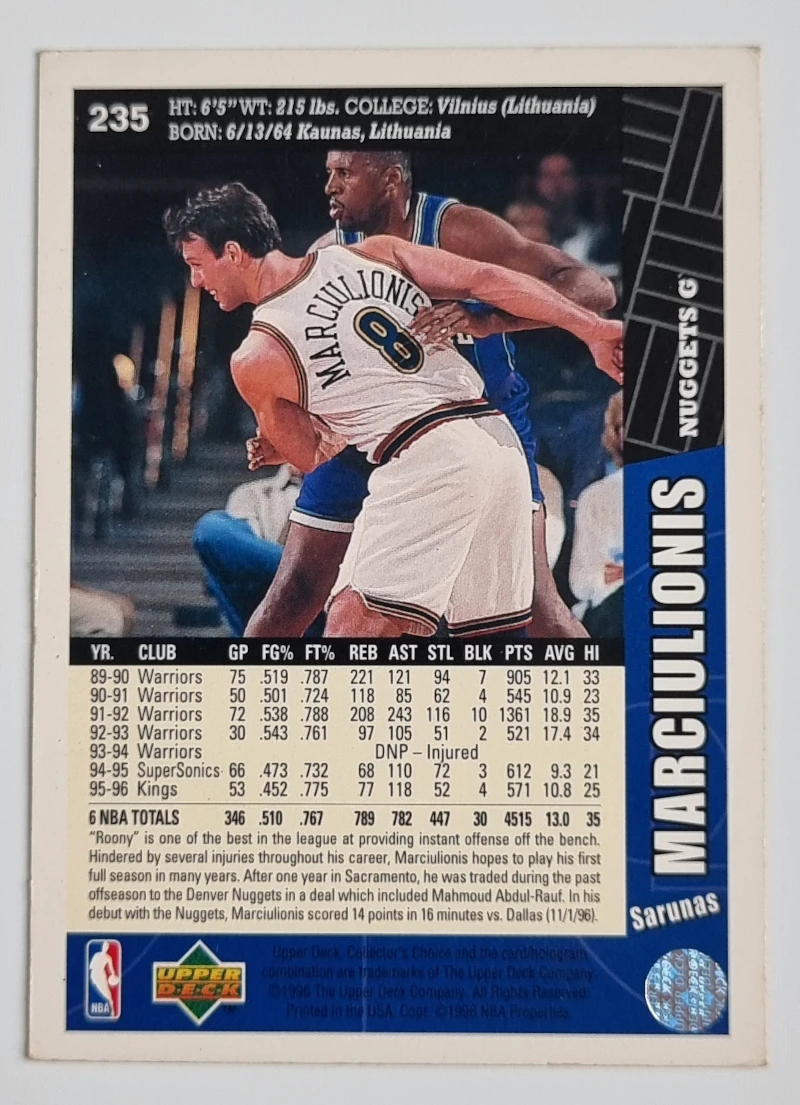 235
HT: 6'5" WT: 215 lbs. COLLEGE: Vilnius (Lithuania)
BORN: 6/13/64 Kaunas, Lithuania
MARCIULIONIS
8
NUGGETS G
MARCIULIONIS
Sarunas
YR. CLUB GP FG% FT% REB AST STL BLK PTS AVG HI
89-90 Warriors 75 .519 .787 221 121 94 7 905 12.1 33
90-91 Warriors 50 .501 .724 118 85 62 4 545 10.9 23
91-92 Warriors 72 .538 .788 208 243 116 10 1361 18.9 35
92-93 Warriors 30 .543 .761 97 105 51 2 521 17.4 34
93-94 Warriors DNP – Injured
94-95 SuperSonics 66 .473 .732 68 110 72 3 612 9.3 21
95-96 Kings 53 .452 .775 77 118 52 4 571 10.8 25
6 NBA TOTALS 346 .510 .767 789 782 447 30 4515 13.0 35
"Roony" is one of the best in the league at providing instant offense off the bench.
Hindered by several injuries throughout his career, Marciulionis hopes to play his first
full season in many years. After one year in Sacramento, he was traded during the past
offseason to the Denver Nuggets in a deal which included Mahmoud Abdul-Rauf. In his
debut with the Nuggets, Marciulionis scored 14 points in 16 minutes vs. Dallas (11/1/96).
NBA
UPPER
DECK
Upper Deck, Collector's Choice and the card/hologram
combination are trademarks of The Upper Deck Company.
©1996 The Upper Deck Company. All Rights Reserved.
Printed in the USA. Copr. ©1996 NBA Properties.